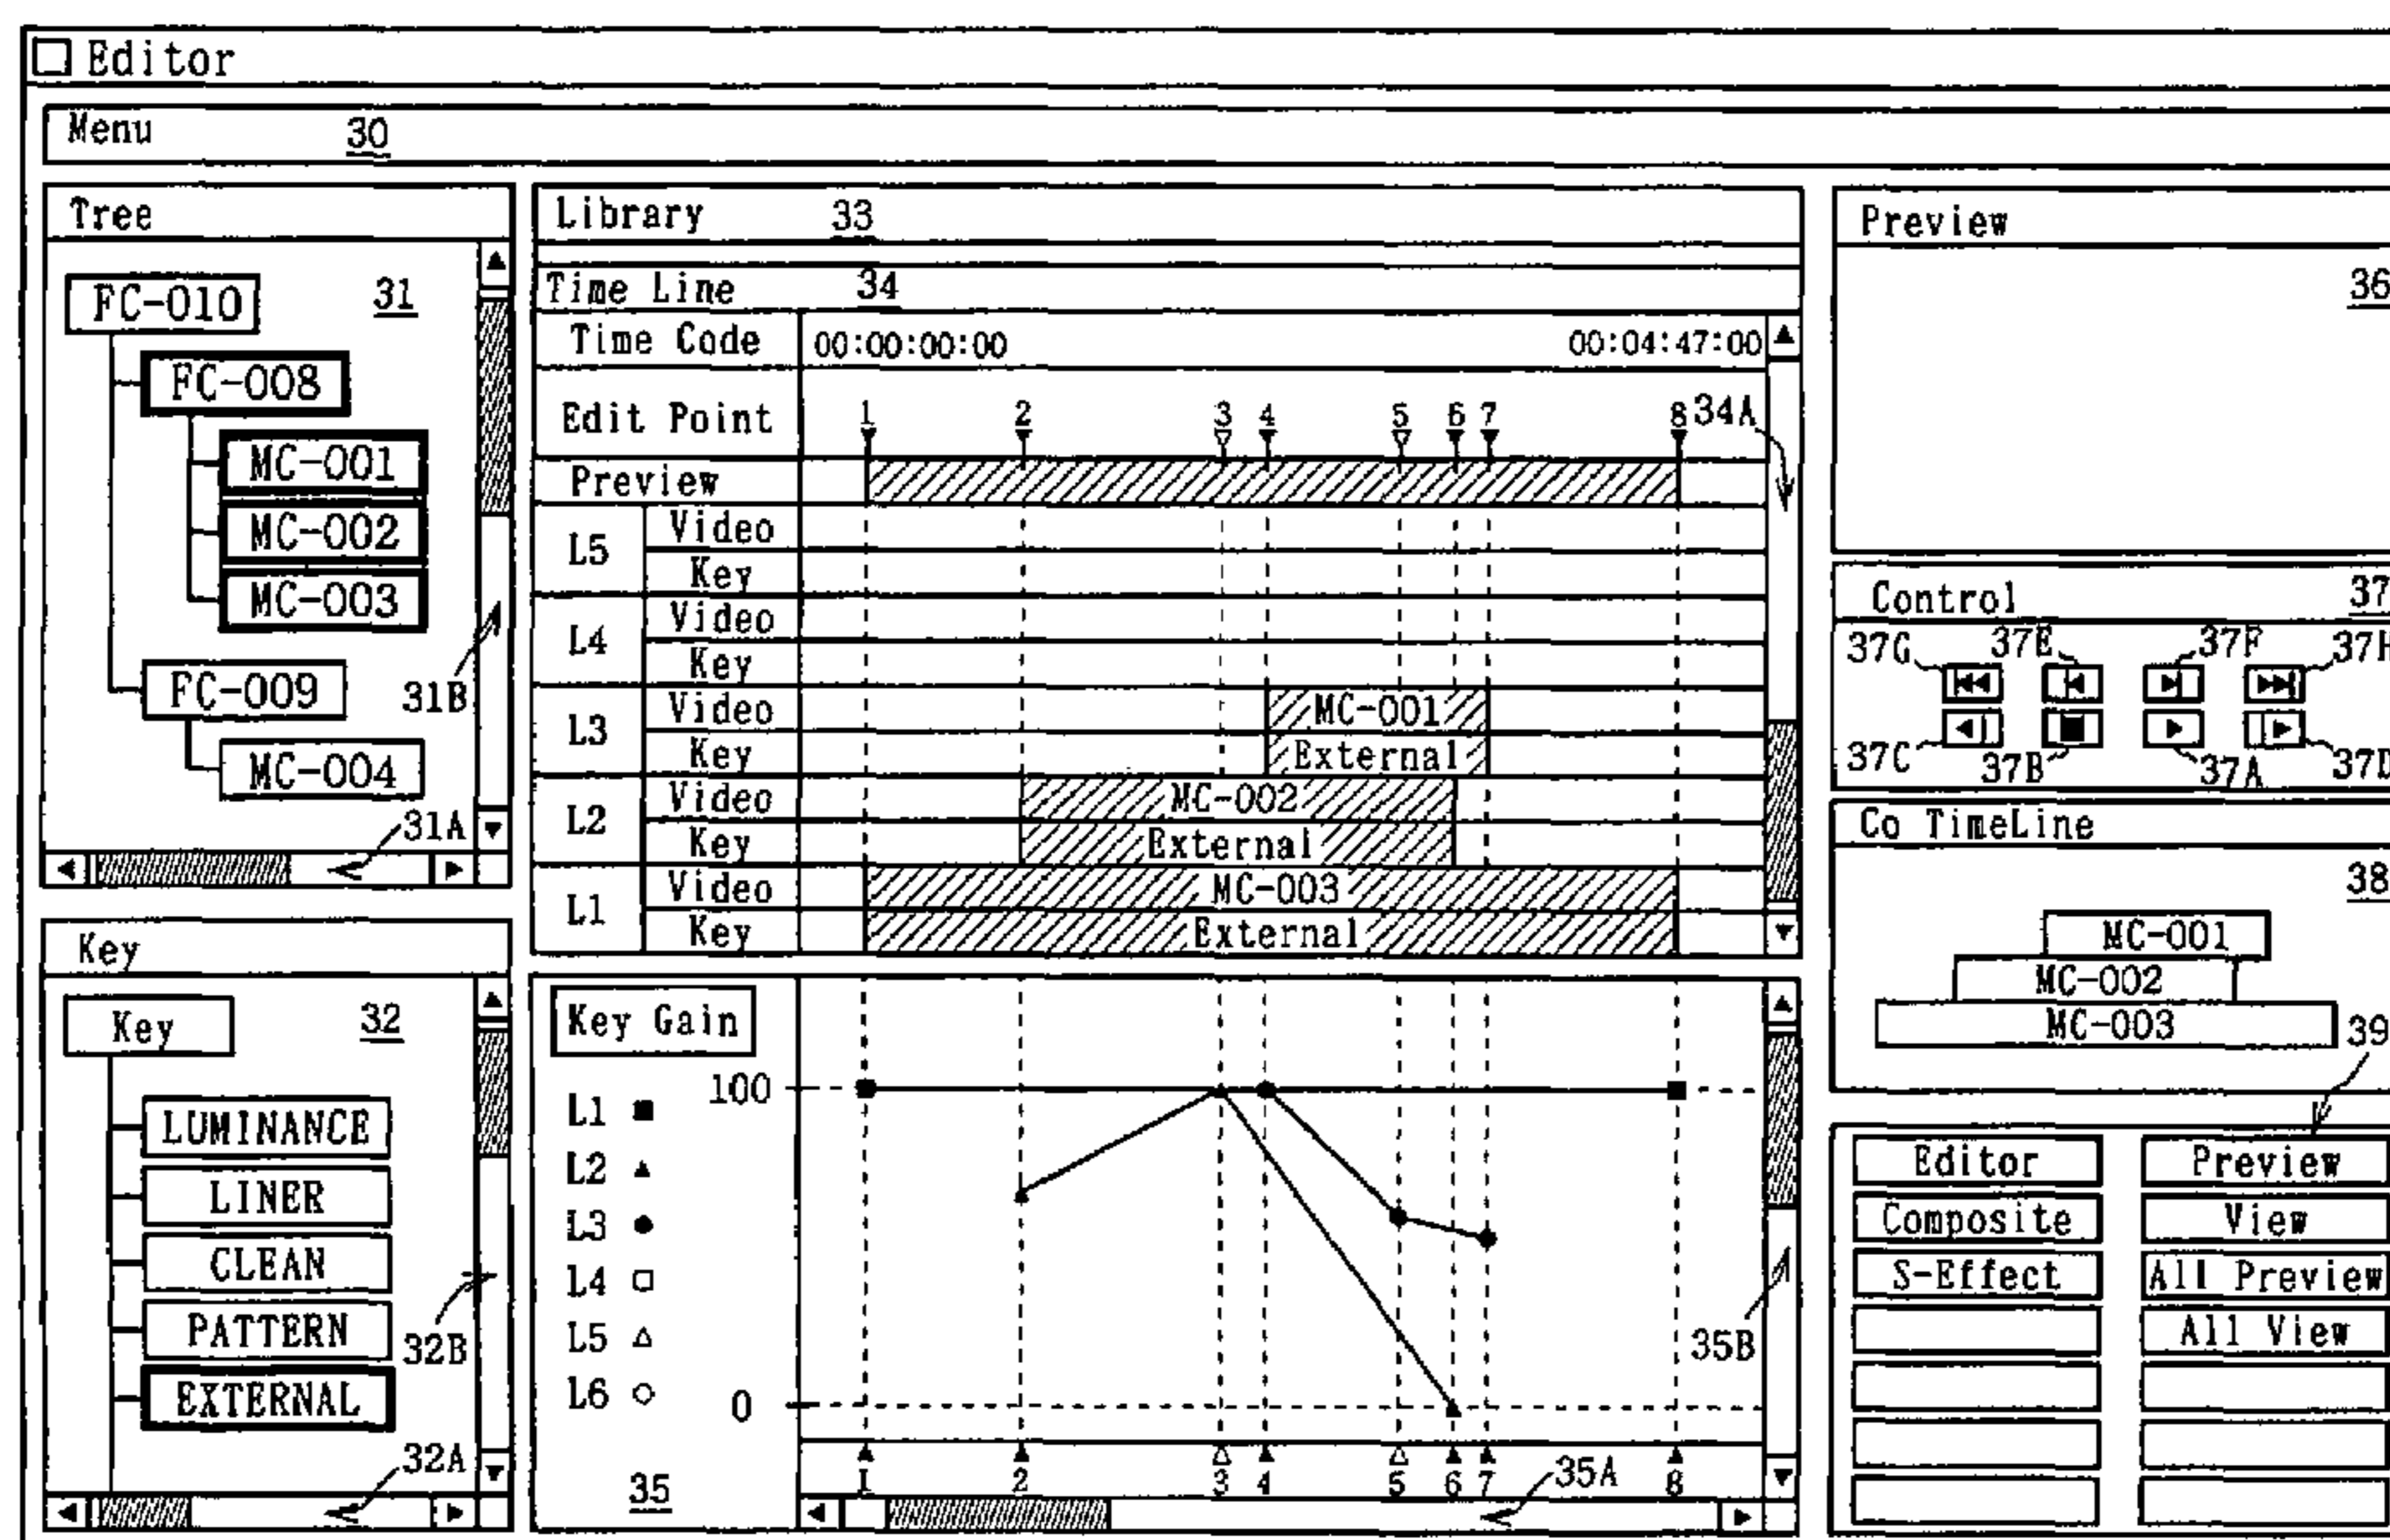 Editor
Menu 30
Tree
31
FC-010
FC-008
MC-001
MC-002
MC-003
FC-009
MC-004
31B
31A
Key
32
Key
LUMINANCE
LINER
CLEAN
PATTERN
EXTERNAL
32B
32A
Library 33
Time Line 34
Time Code 00:00:00:00 00:04:47:00
Edit Point 1 2 3 4 5 6 7 8 34A
Preview
L5 Video
Key
L4 Video
Key
L3 Video MC-001
Key External
L2 Video MC-002
Key External
L1 Video MC-003
Key External
Key Gain
100
L1
L2
L3
L4
L5
L6
0
35
1 2 3 4 5 6 7 8
35A
35B
Preview
36
Control 37
37G 37E 37F 37H
37C 37B 37A 37D
Co TimeLine
38
MC-001
MC-002
MC-003
39
Editor Preview
Composite View
S-Effect All Preview
All View